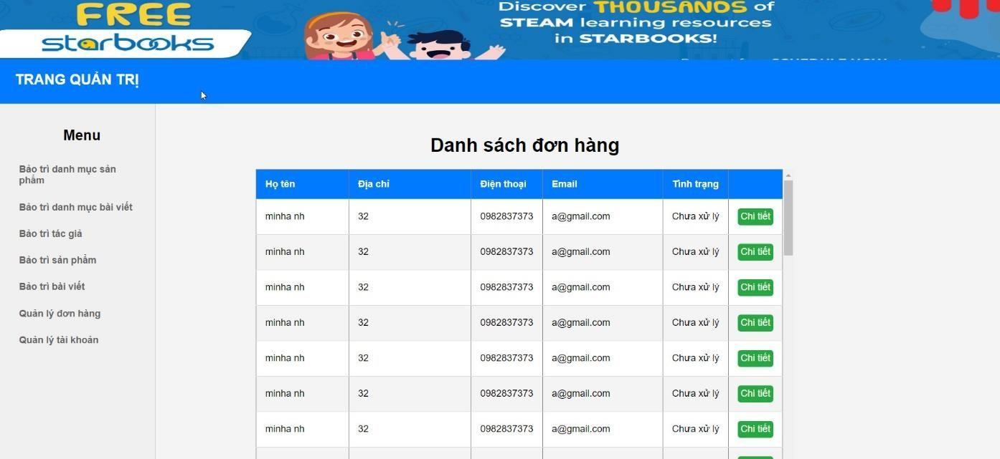 FREE
starbooks
Discover THOUSANDS of
STEAM learning resources
in STARBOOKS!
TRANG QUẢN TRỊ
Menu
Bảo trì danh mục sản
phẩm
Bảo trì danh mục bài viết
Bảo trì tác giả
Bảo trì sản phẩm
Bảo trì bài viết
Quản lý đơn hàng
Quản lý tài khoản
Danh sách đơn hàng
Họ tên Địa chỉ Điện thoại Email Tình trạng
minha nh 32 0982837373 a@gmail.com Chưa xử lý Chi tiết
minha nh 32 0982837373 a@gmail.com Chưa xử lý Chi tiết
minha nh 32 0982837373 a@gmail.com Chưa xử lý Chi tiết
minha nh 32 0982837373 a@gmail.com Chưa xử lý Chi tiết
minha nh 32 0982837373 a@gmail.com Chưa xử lý Chi tiết
minha nh 32 0982837373 a@gmail.com Chưa xử lý Chi tiết
minha nh 32 0982837373 a@gmail.com Chưa xử lý Chi tiết